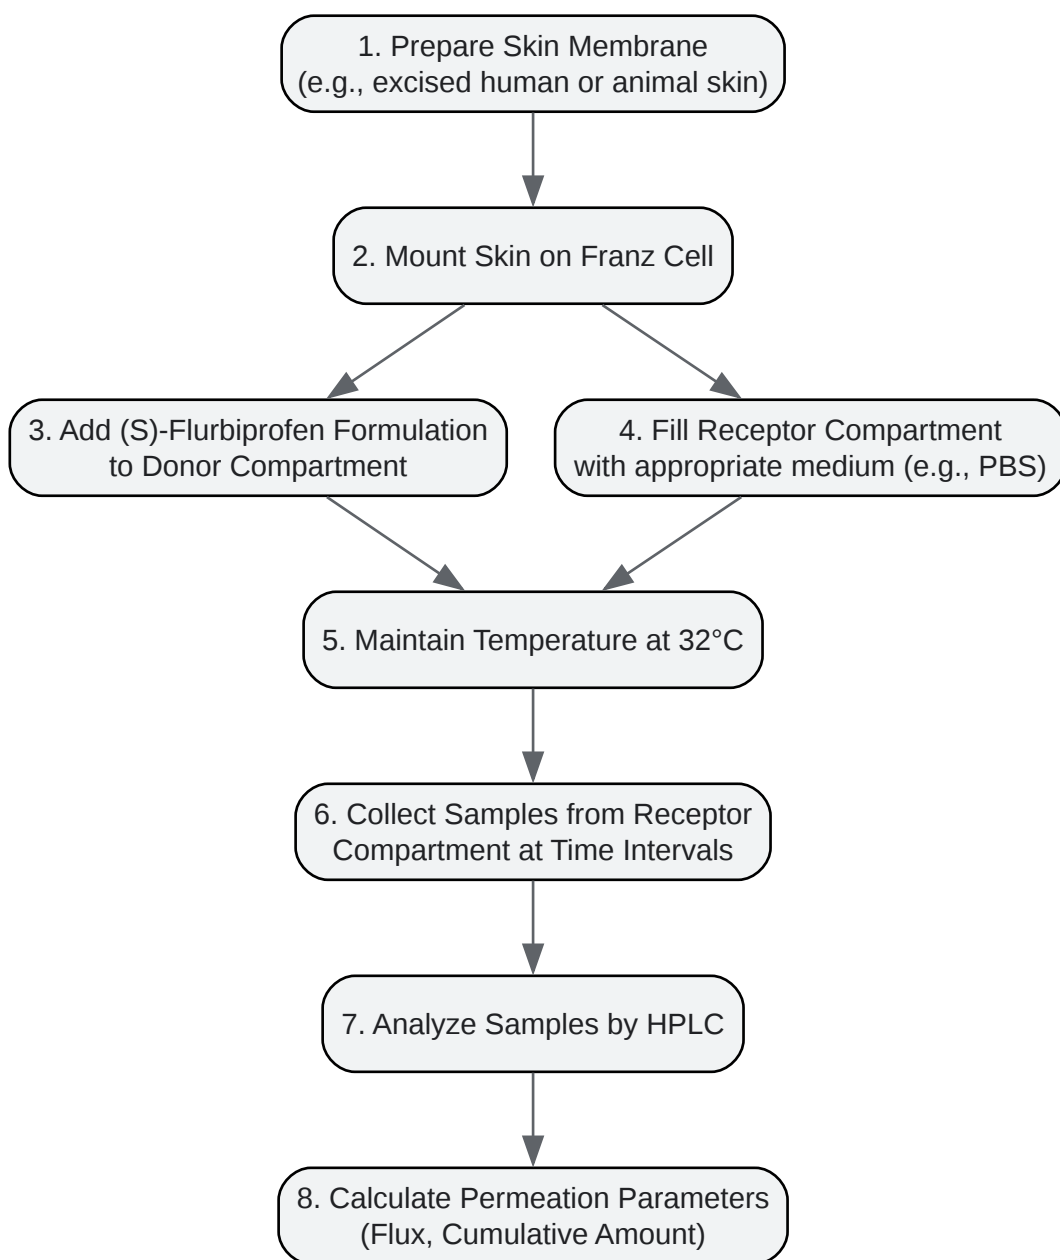 1. Prepare Skin Membrane
(e.g., excised human or animal skin)
2. Mount Skin on Franz Cell
3. Add (S)-Flurbiprofen Formulation
to Donor Compartment
4. Fill Receptor Compartment
with appropriate medium (e.g., PBS)
5. Maintain Temperature at 32°C
6. Collect Samples from Receptor
Compartment at Time Intervals
7. Analyze Samples by HPLC
8. Calculate Permeation Parameters
(Flux, Cumulative Amount)